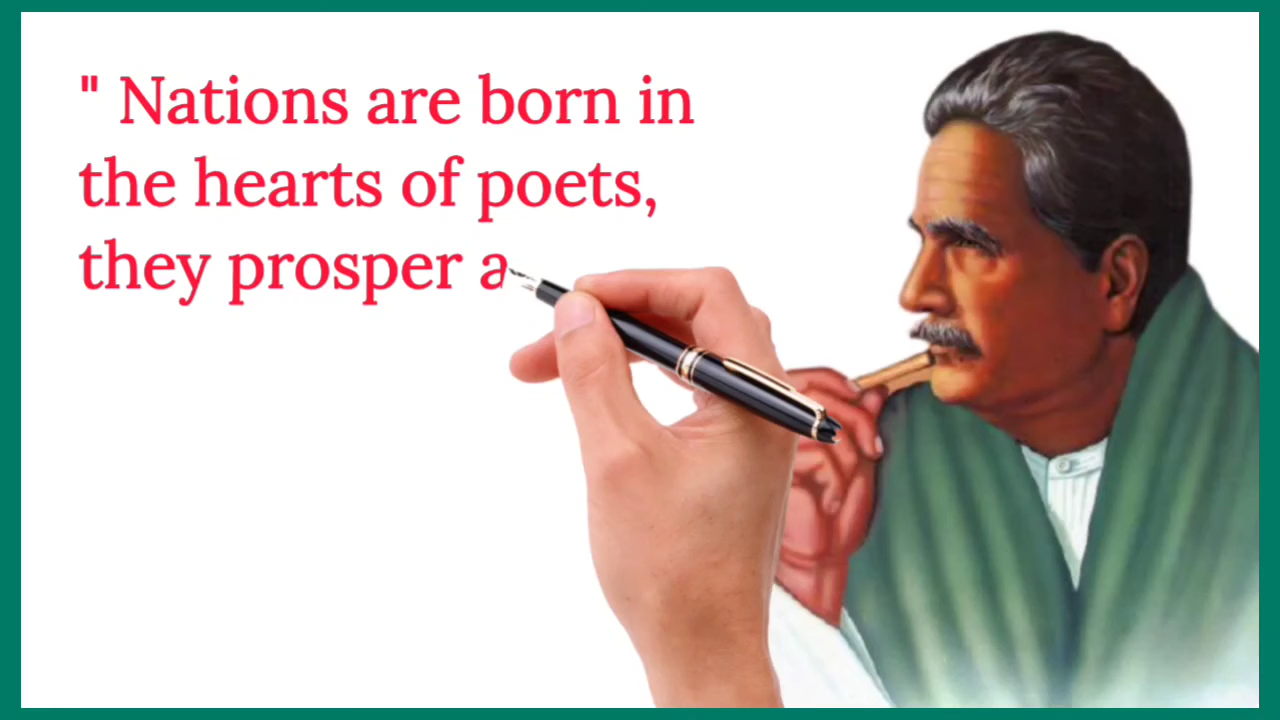 " Nations are born in
the hearts of poets,
they prosper a